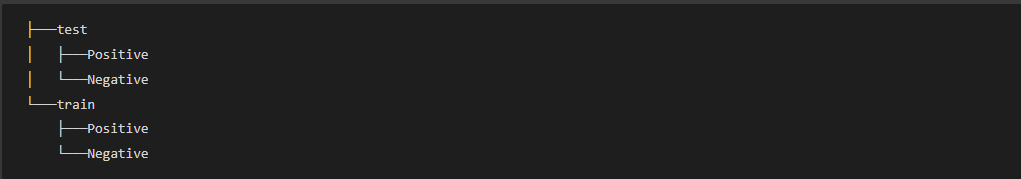 ├───test
│   ├───Positive
│   └───Negative
└───train
    ├───Positive
    └───Negative